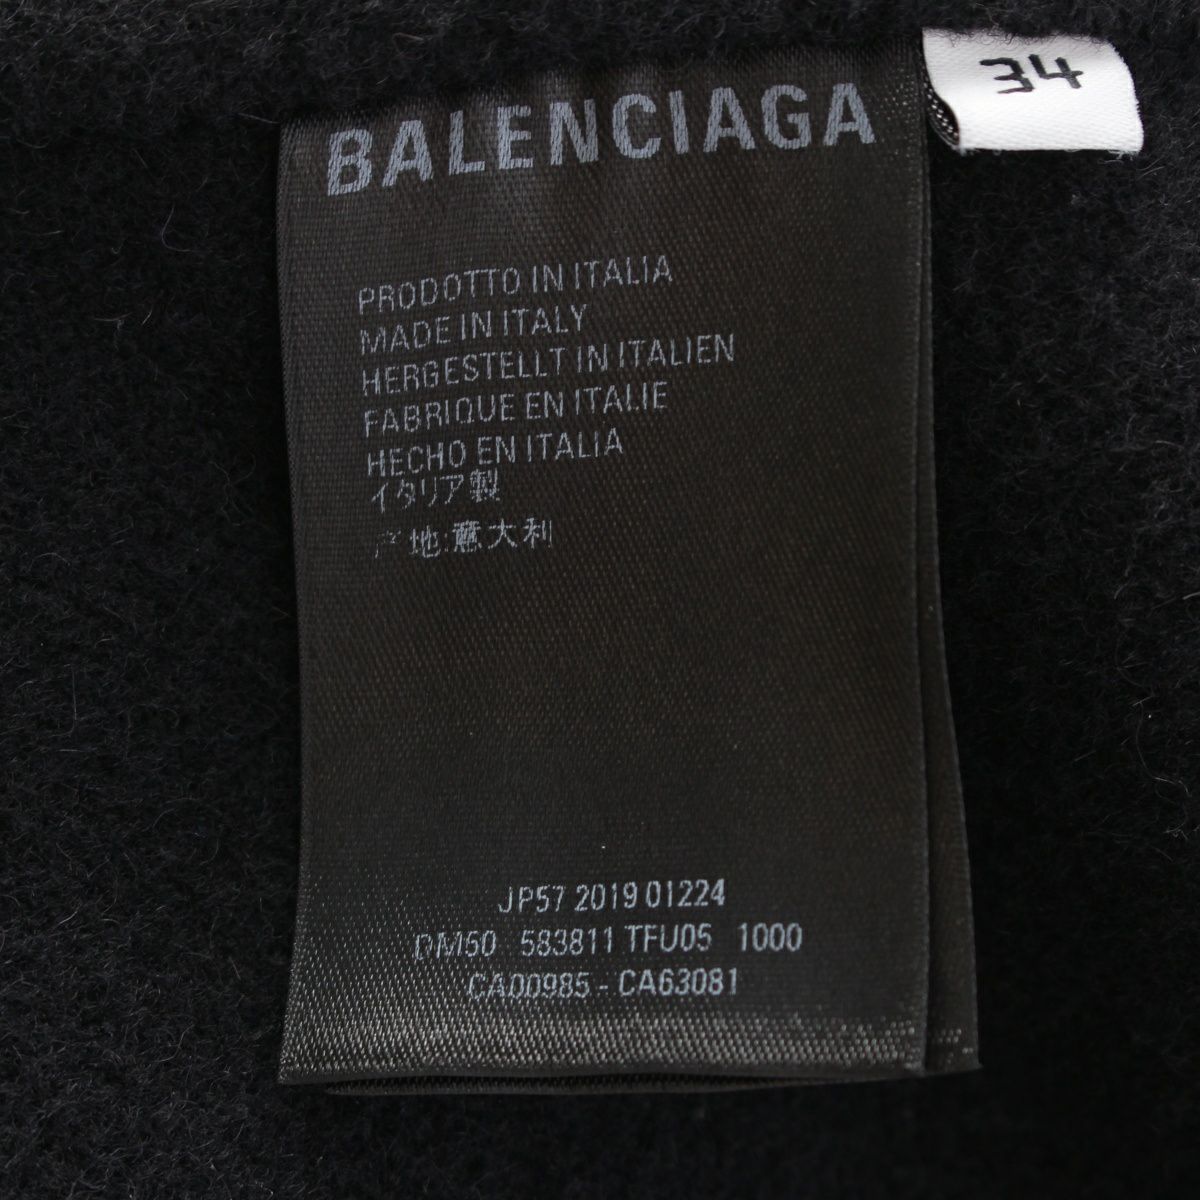 BALENCIAGA
34
PRODOTTO IN ITALIA
MADE IN ITALY
HERGESTELLT IN ITALIEN
FABRIQUE EN ITALIE
HECHO EN ITALIA
イタリア製
产地:意大利
JP57 2019 01224
DM50 583811 TFU05 1000
CA00985 - CA63081